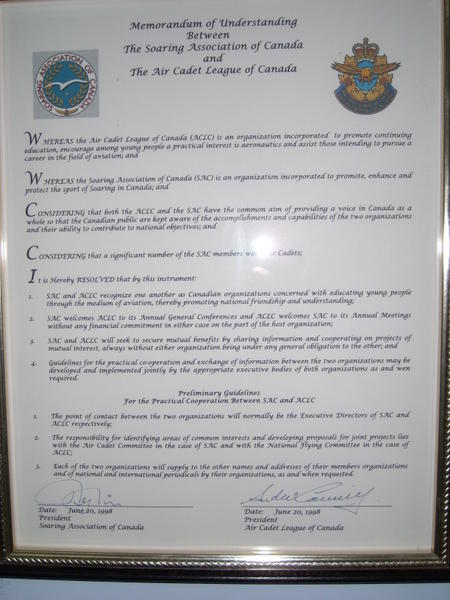 Memorandum of Understanding
Between
The Soaring Association of Canada
and
The Air Cadet League of Canada
SOARING ASSOCIATION OF CANADA
WHEREAS the Air Cadet League of Canada (ACLC) is an organization incorporated to promote continuing
education, encourage among young people a practical interest is aeronautics and assist those intending to pursue a
career in the field of aviation; and
WHEREAS the Soaring Association of Canada (SAC) is an organization incorporated to promote, enhance and
protect the sport of Soaring in Canada; and
CONSIDERING that both the ACLC and the SAC have the common aim of providing a voice in Canada as a
whole so that the Canadian public are kept aware of the accomplishments and capabilities of the two organizations
and their ability to contribute to national objectives; and
CONSIDERING that a significant number of the SAC members were Air Cadets;
It is Hereby RESOLVED that by this instrument:
1. SAC and ACLC recognize one another as Canadian organizations concerned with educating young people
through the medium of aviation, thereby promoting national friendship and understanding;
2. SAC welcomes ACLC to its Annual General Conferences and ACLC welcomes SAC to its Annual Meetings
without any financial commitment in either case on the part of the host organization;
3. SAC and ACLC will seek to secure mutual benefits by sharing information and cooperating on projects of
mutual interest, always without either organization being under any general obligation to the other; and
4. Guidelines for the practical co-operation and exchange of information between the two organizations may be
developed and implemented jointly by the appropriate executive bodies of both organizations as and wen
required.
Preliminary Guidelines
For the Practical Cooperation Between SAC and ACLC
1. The point of contact between the two organizations will normally be the Executive Directors of SAC and
ACLC respectively;
2. The responsibility for identifying areas of common interests and developing proposals for joint projects lies
with the Air Cadet Committee in the case of SAC and with the National Flying Committee in the case of
ACLC;
3. Each of the two organizations will supply to the other names and addresses of their members organizations
and of national and international periodicals by their organizations, as and when requested.
Date: June 20, 1998
President
Soaring Association of Canada
Date: June 20, 1998
President
Air Cadet League of Canada